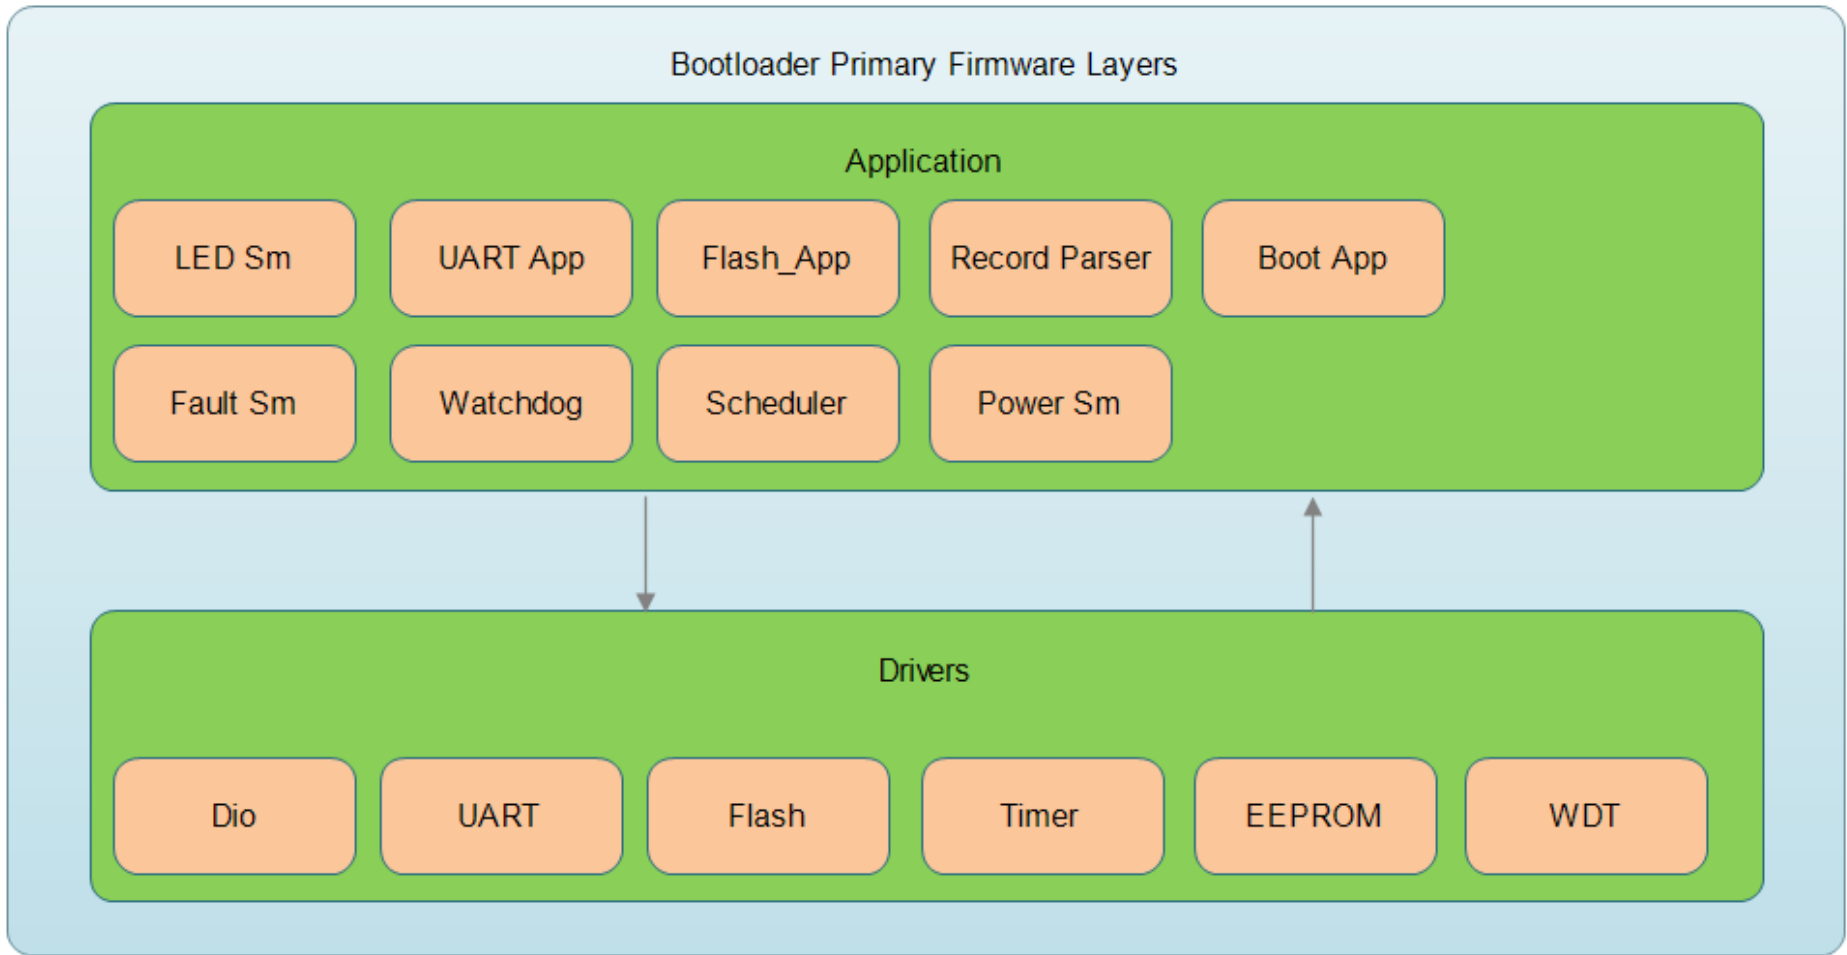 Bootloader Primary Firmware Layers
Application
LED Sm
UART App
Flash_App
Record Parser
Boot App
Fault Sm
Watchdog
Scheduler
Power Sm
Drivers
Dio
UART
Flash
Timer
EEPROM
WDT